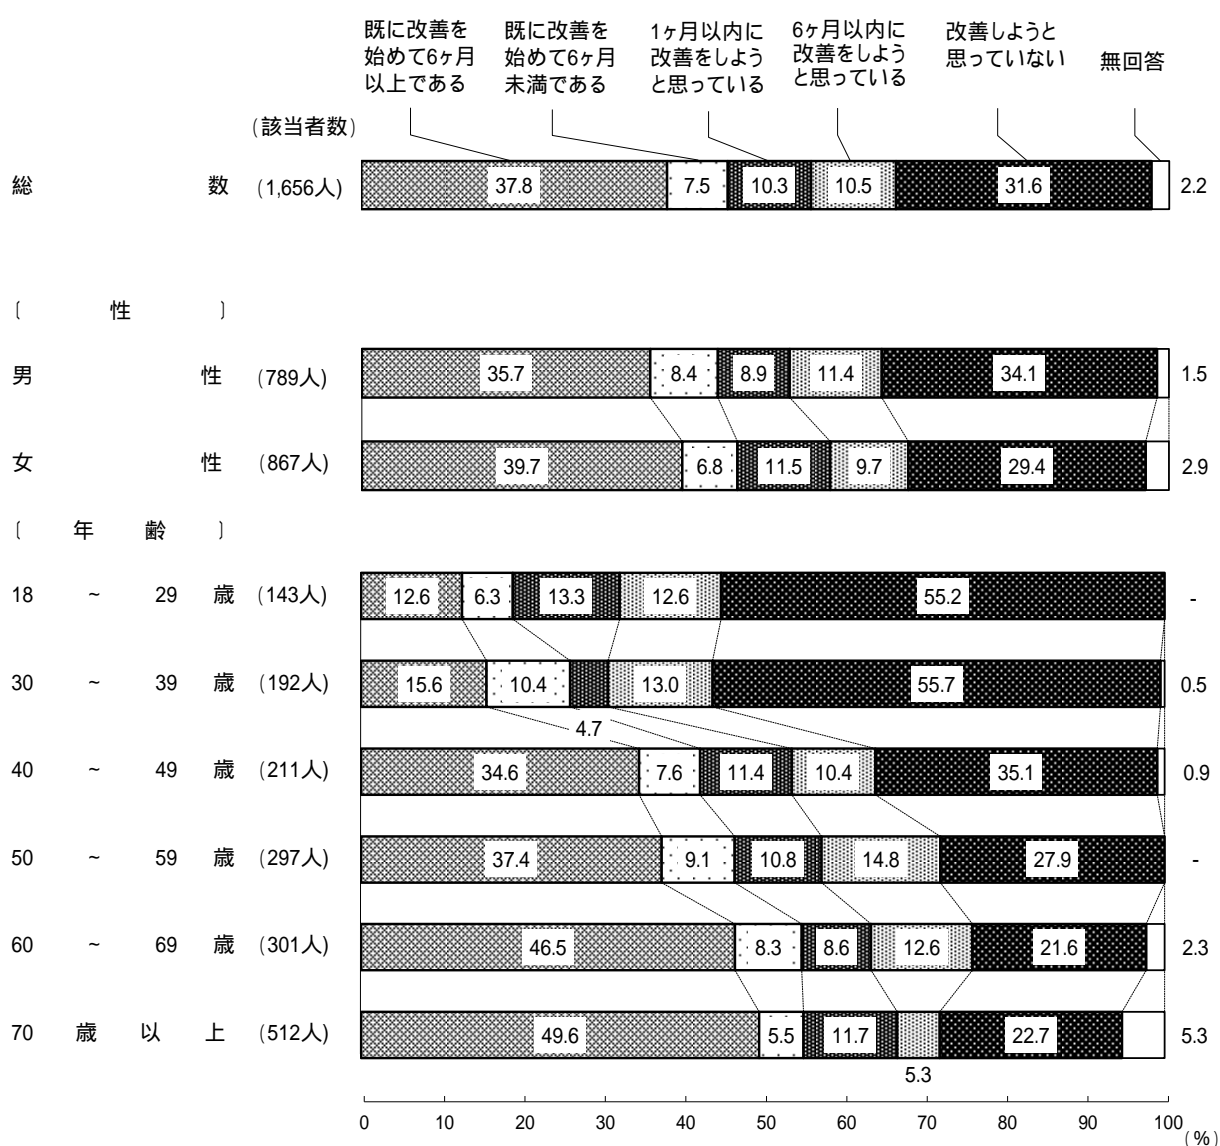 既に改善を
始めて6ヶ月
以上である
既に改善を
始めて6ヶ月
未満である
1ヶ月以内に
改善をしよう
と思っている
6ヶ月以内に
改善をしよう
と思っている
改善しようと
思っていない
無回答
(該当者数)
総 数 (1,656人) 37.8 7.5 10.3 10.5 31.6 2.2
〔 性 〕
男 性 (789人) 35.7 8.4 8.9 11.4 34.1 1.5
女 性 (867人) 39.7 6.8 11.5 9.7 29.4 2.9
〔 年 齢 〕
18 ~ 29 歳 (143人) 12.6 6.3 13.3 12.6 55.2 -
30 ~ 39 歳 (192人) 15.6 10.4 13.0 55.7 0.5
4.7
40 ~ 49 歳 (211人) 34.6 7.6 11.4 10.4 35.1 0.9
50 ~ 59 歳 (297人) 37.4 9.1 10.8 14.8 27.9 -
60 ~ 69 歳 (301人) 46.5 8.3 8.6 12.6 21.6 2.3
70 歳 以 上 (512人) 49.6 5.5 11.7 22.7 5.3
5.3
0 10 20 30 40 50 60 70 80 90 100
(%)